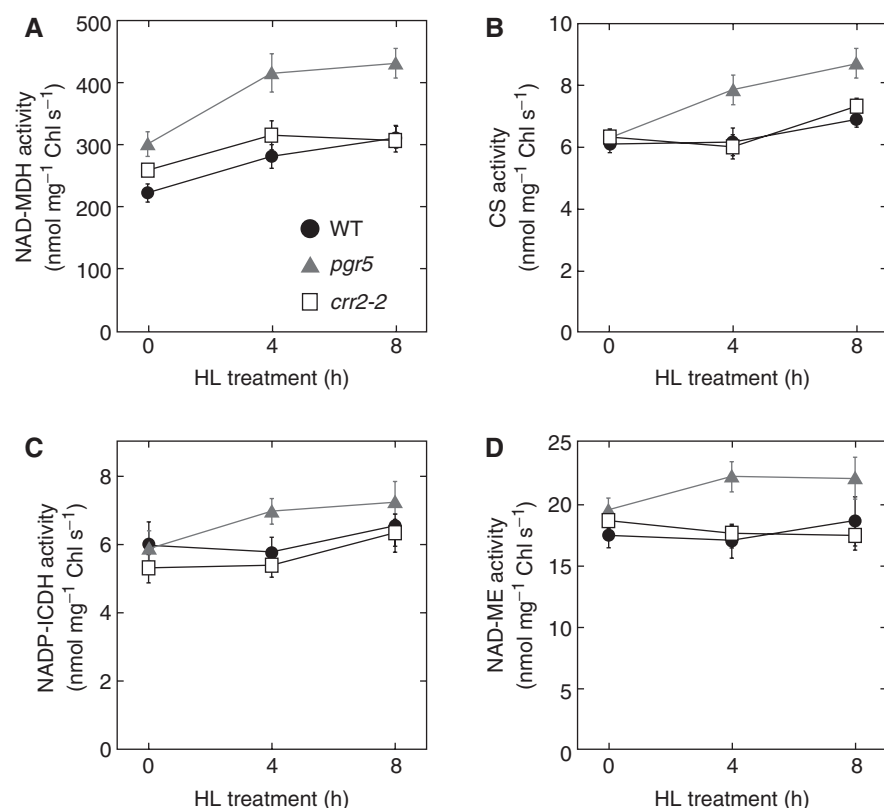 A
NAD-MDH activity
(nmol mg⁻¹ Chl s⁻¹)
500
400
300
200
100
0
WT
pgr5
crr2-2
0 4 8
HL treatment (h)
B
CS activity
(nmol mg⁻¹ Chl s⁻¹)
10
8
6
4
2
0
0 4 8
HL treatment (h)
C
NADP-ICDH activity
(nmol mg⁻¹ Chl s⁻¹)
8
6
4
2
0
0 4 8
HL treatment (h)
D
NAD-ME activity
(nmol mg⁻¹ Chl s⁻¹)
25
20
15
10
5
0
0 4 8
HL treatment (h)